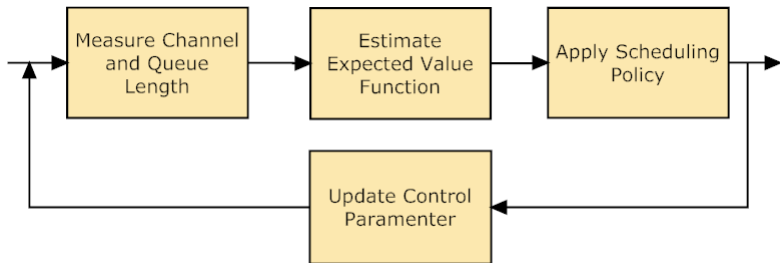 Measure Channel
and Queue
Length
Estimate
Expected Value
Function
Apply Scheduling
Policy
Update Control
Paramenter